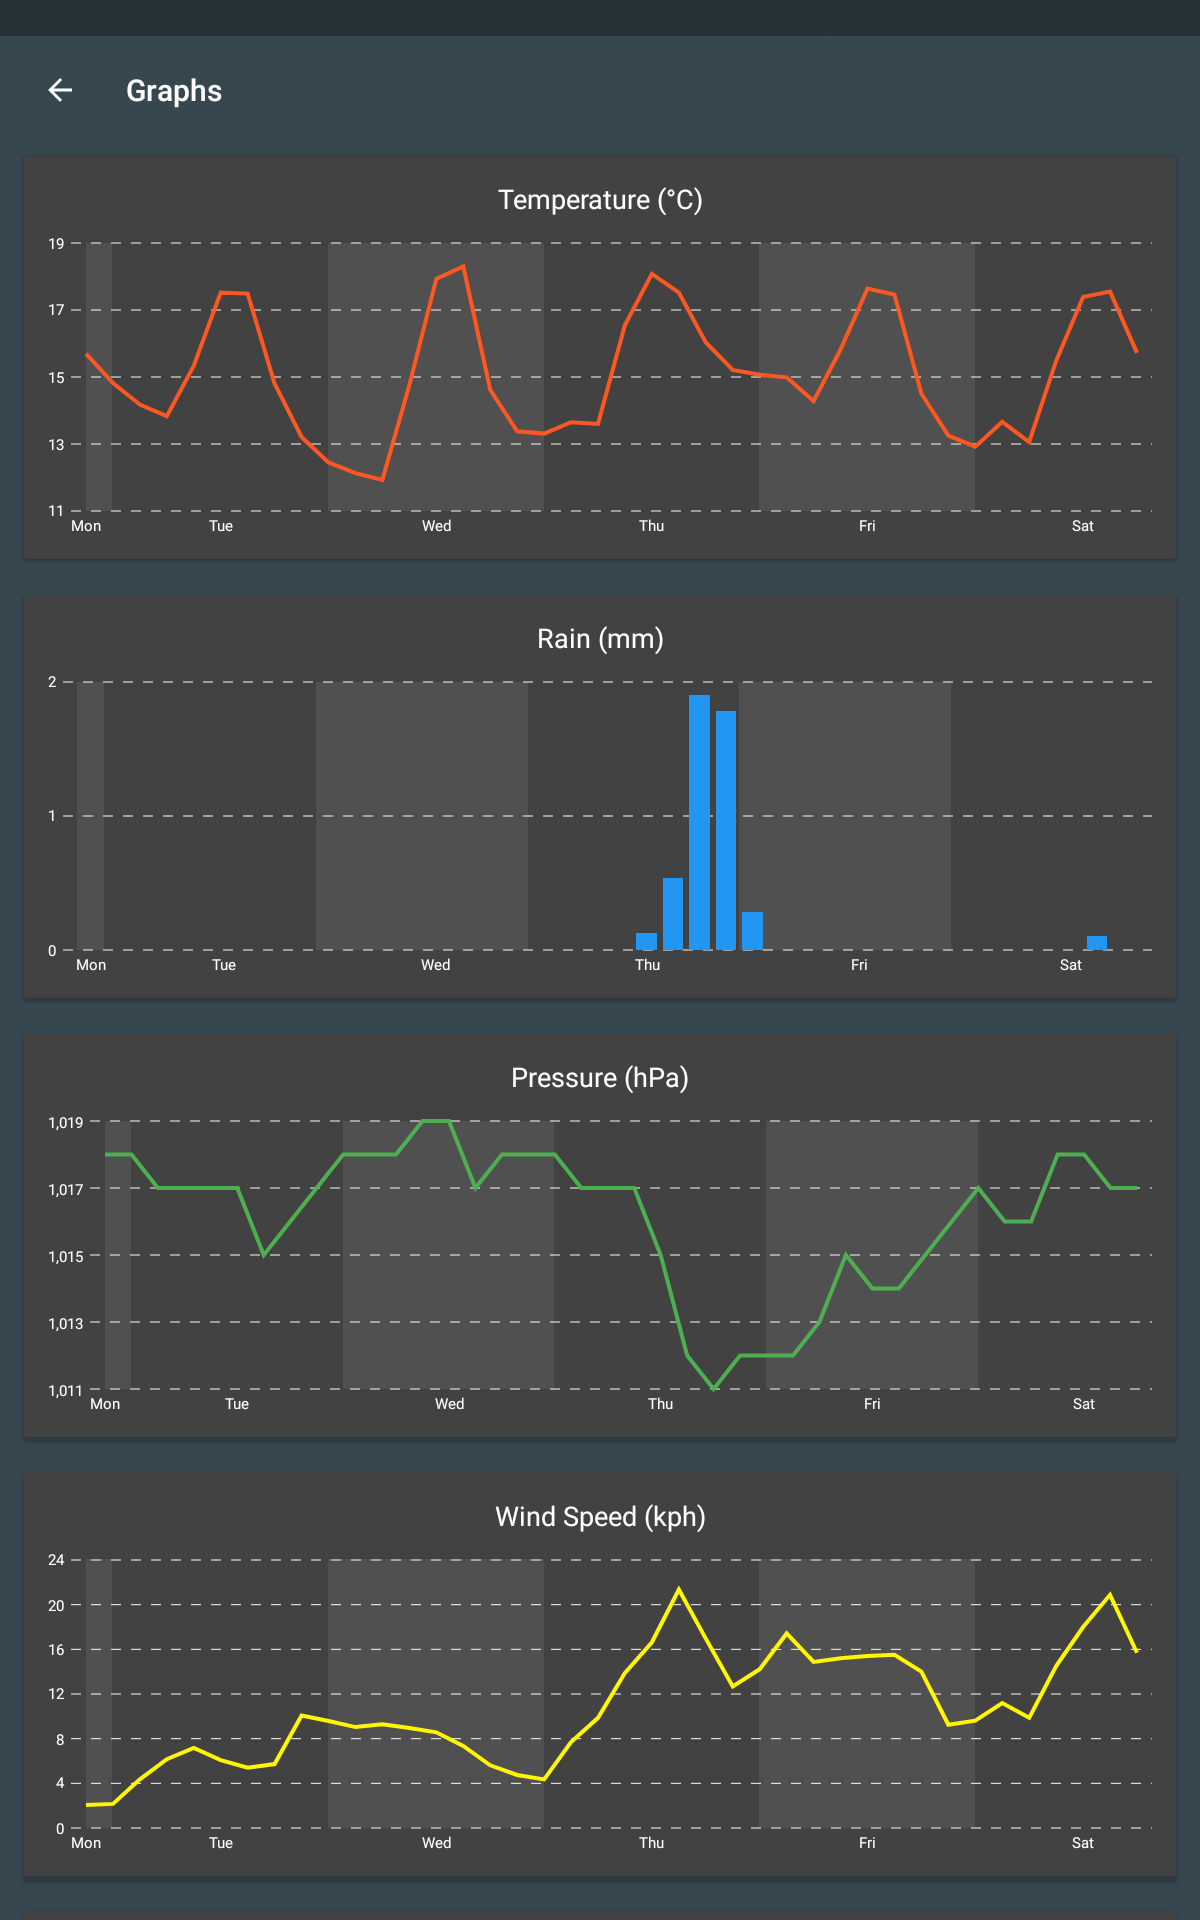 Graphs
Temperature (°C)
19
17
15
13
11
Mon Tue Wed Thu Fri Sat
Rain (mm)
2
1
0
Mon Tue Wed Thu Fri Sat
Pressure (hPa)
1,019
1,017
1,015
1,013
1,011
Mon Tue Wed Thu Fri Sat
Wind Speed (kph)
24
20
16
12
8
4
0
Mon Tue Wed Thu Fri Sat